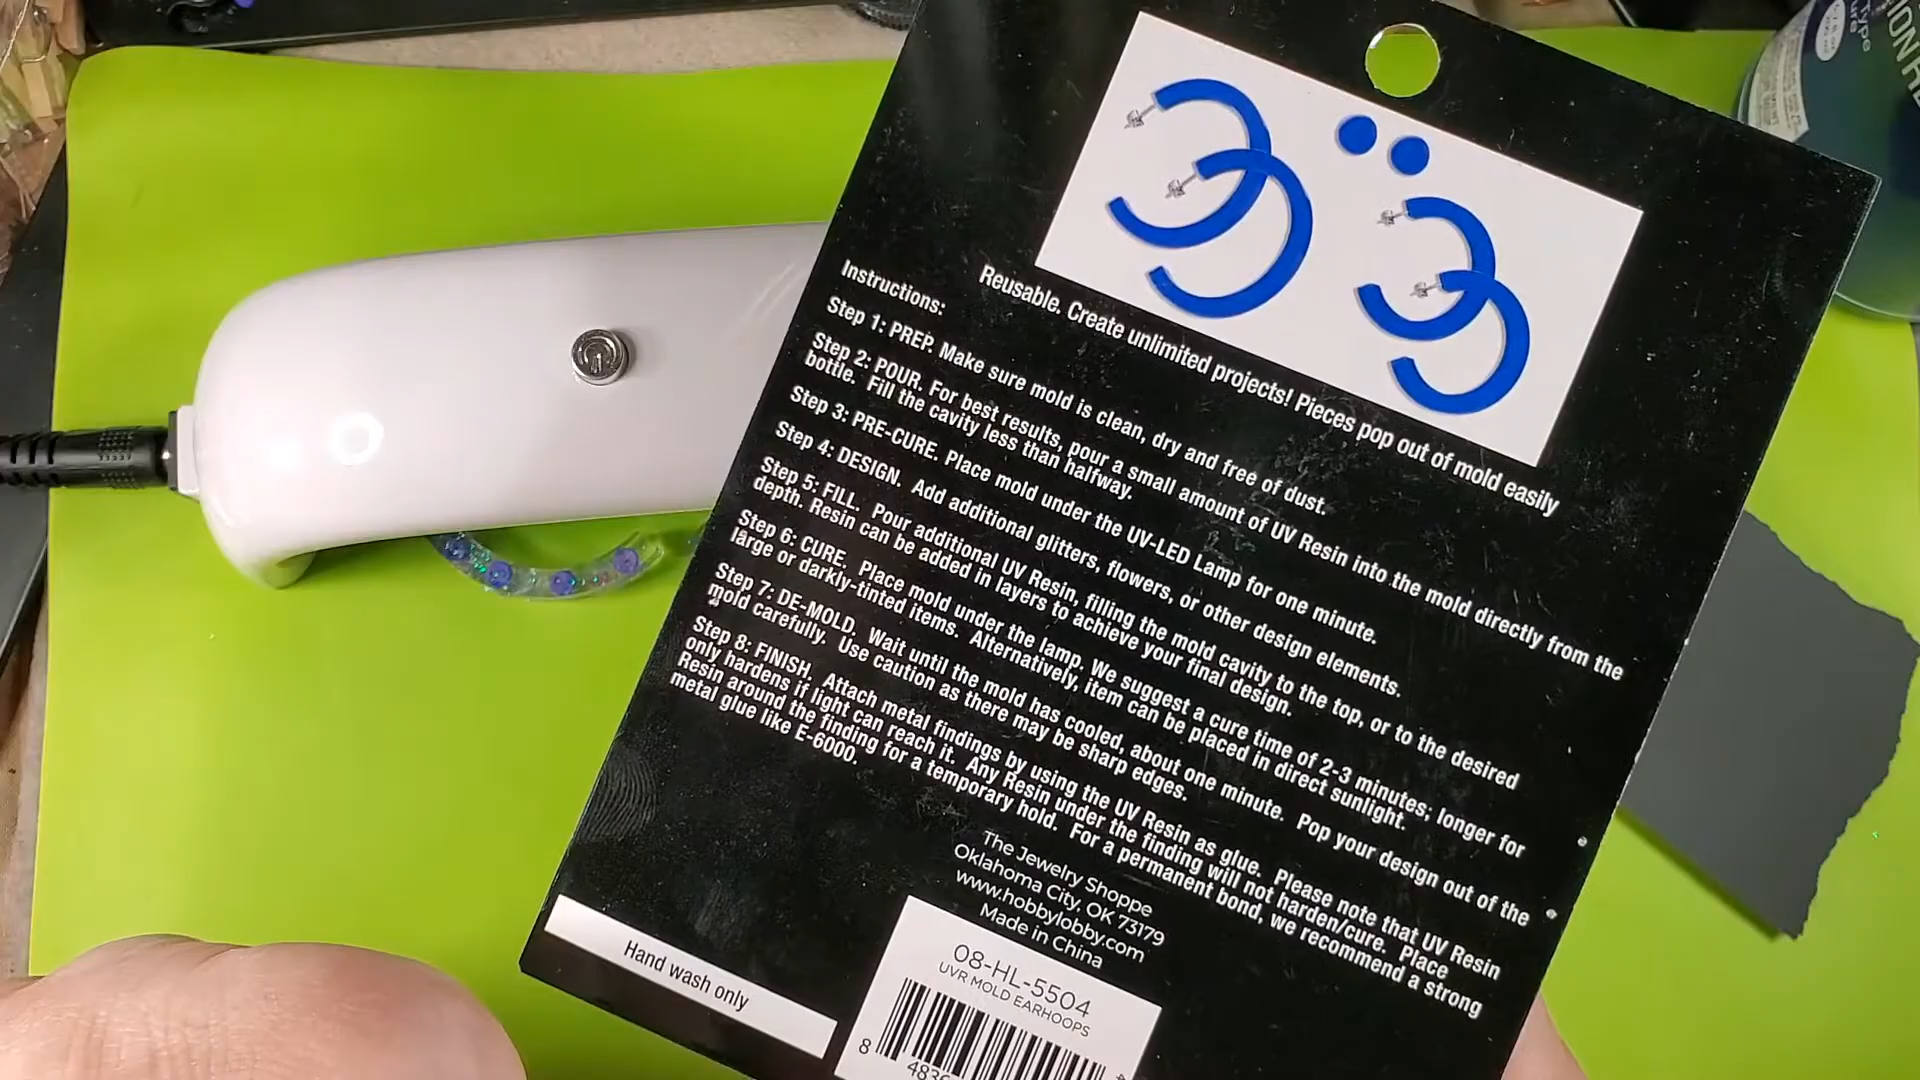 Reusable. Create unlimited projects! Pieces pop out of mold easily
Instructions:
Step 1: PREP. Make sure mold is clean, dry and free of dust.
Step 2: POUR. For best results, pour a small amount of UV Resin into the mold directly from the
bottle. Fill the cavity less than halfway.
Step 3: PRE-CURE. Place mold under the UV-LED Lamp for one minute.
Step 4: DESIGN. Add additional glitters, flowers, or other design elements.
Step 5: FILL. Pour additional UV Resin, filling the mold cavity to the top, or to the desired
depth. Resin can be added in layers to achieve your final design.
Step 6: CURE. Place mold under the lamp. We suggest a cure time of 2-3 minutes; longer for
large or darkly-tinted items. Alternatively, item can be placed in direct sunlight.
Step 7: DE-MOLD. Wait until the mold has cooled, about one minute. Pop your design out of the
mold carefully. Use caution as there may be sharp edges.
Step 8: FINISH. Attach metal findings by using the UV Resin as glue. Please note that UV Resin
only hardens if light can reach it. Any Resin under the finding will not harden/cure. Place
Resin around the finding for a temporary hold. For a permanent bond, we recommend a strong
metal glue like E-6000.
The Jewelry Shoppe
Oklahoma City, OK 73179
www.hobbylobby.com
Made in China
Hand wash only
08-HL-5504
UVR MOLD EARHOOPS
8
Type